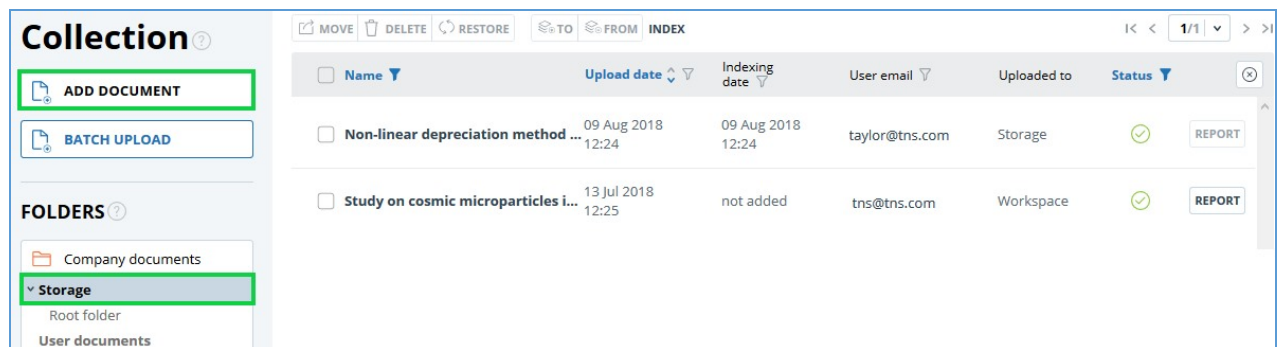 Collection
MOVE DELETE RESTORE TO FROM INDEX 1/1
ADD DOCUMENT
BATCH UPLOAD
FOLDERS
Company documents
Storage
Root folder
User documents
Name Upload date Indexing date User email Uploaded to Status
Non-linear depreciation method ... 09 Aug 2018 12:24 09 Aug 2018 12:24 taylor@tns.com Storage REPORT
Study on cosmic microparticles i... 13 Jul 2018 12:25 not added tns@tns.com Workspace REPORT